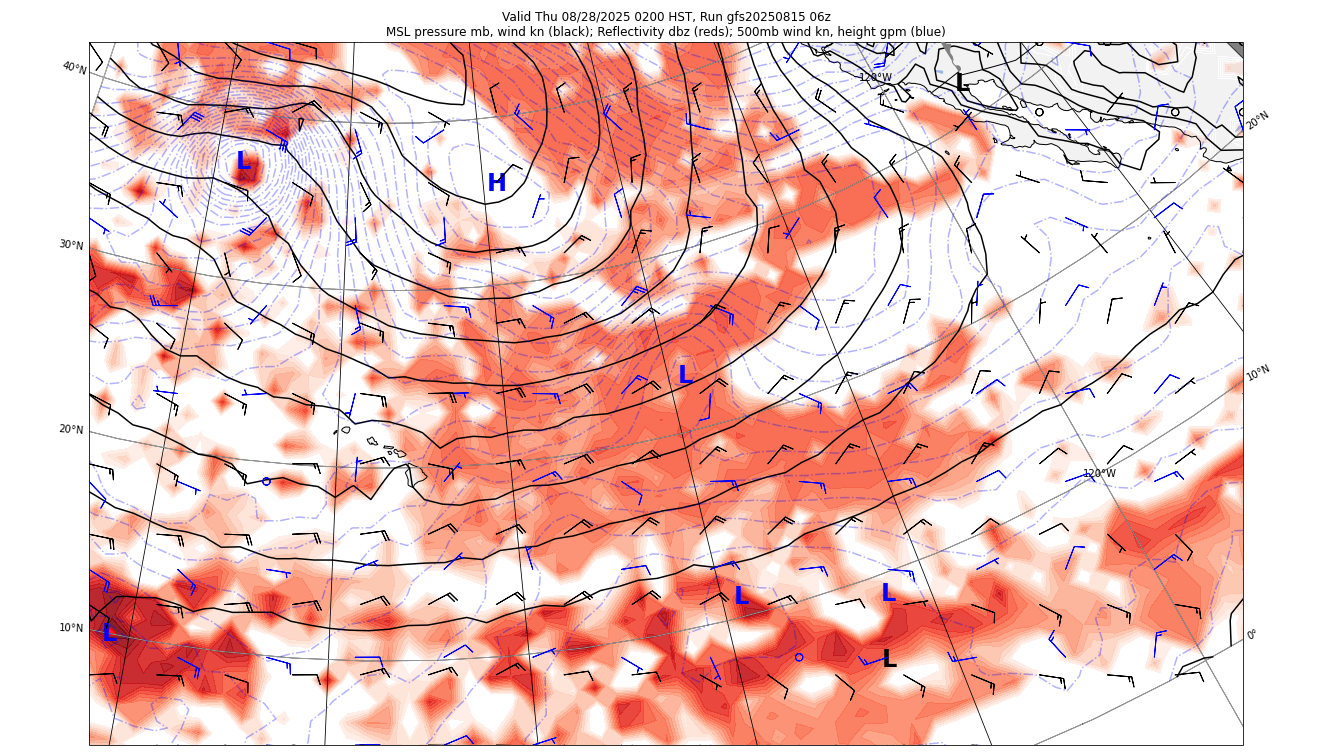 Valid Thu 08/28/2025 0200 HST, Run gfs20250815 06z
MSL pressure mb, wind kn (black); Reflectivity dbz (reds); 500mb wind kn, height gpm (blue)
40°N
120°W
L
20°N
L
H
30°N
L
10°N
20°N
120°W
L
L
10°N
L
0°
L